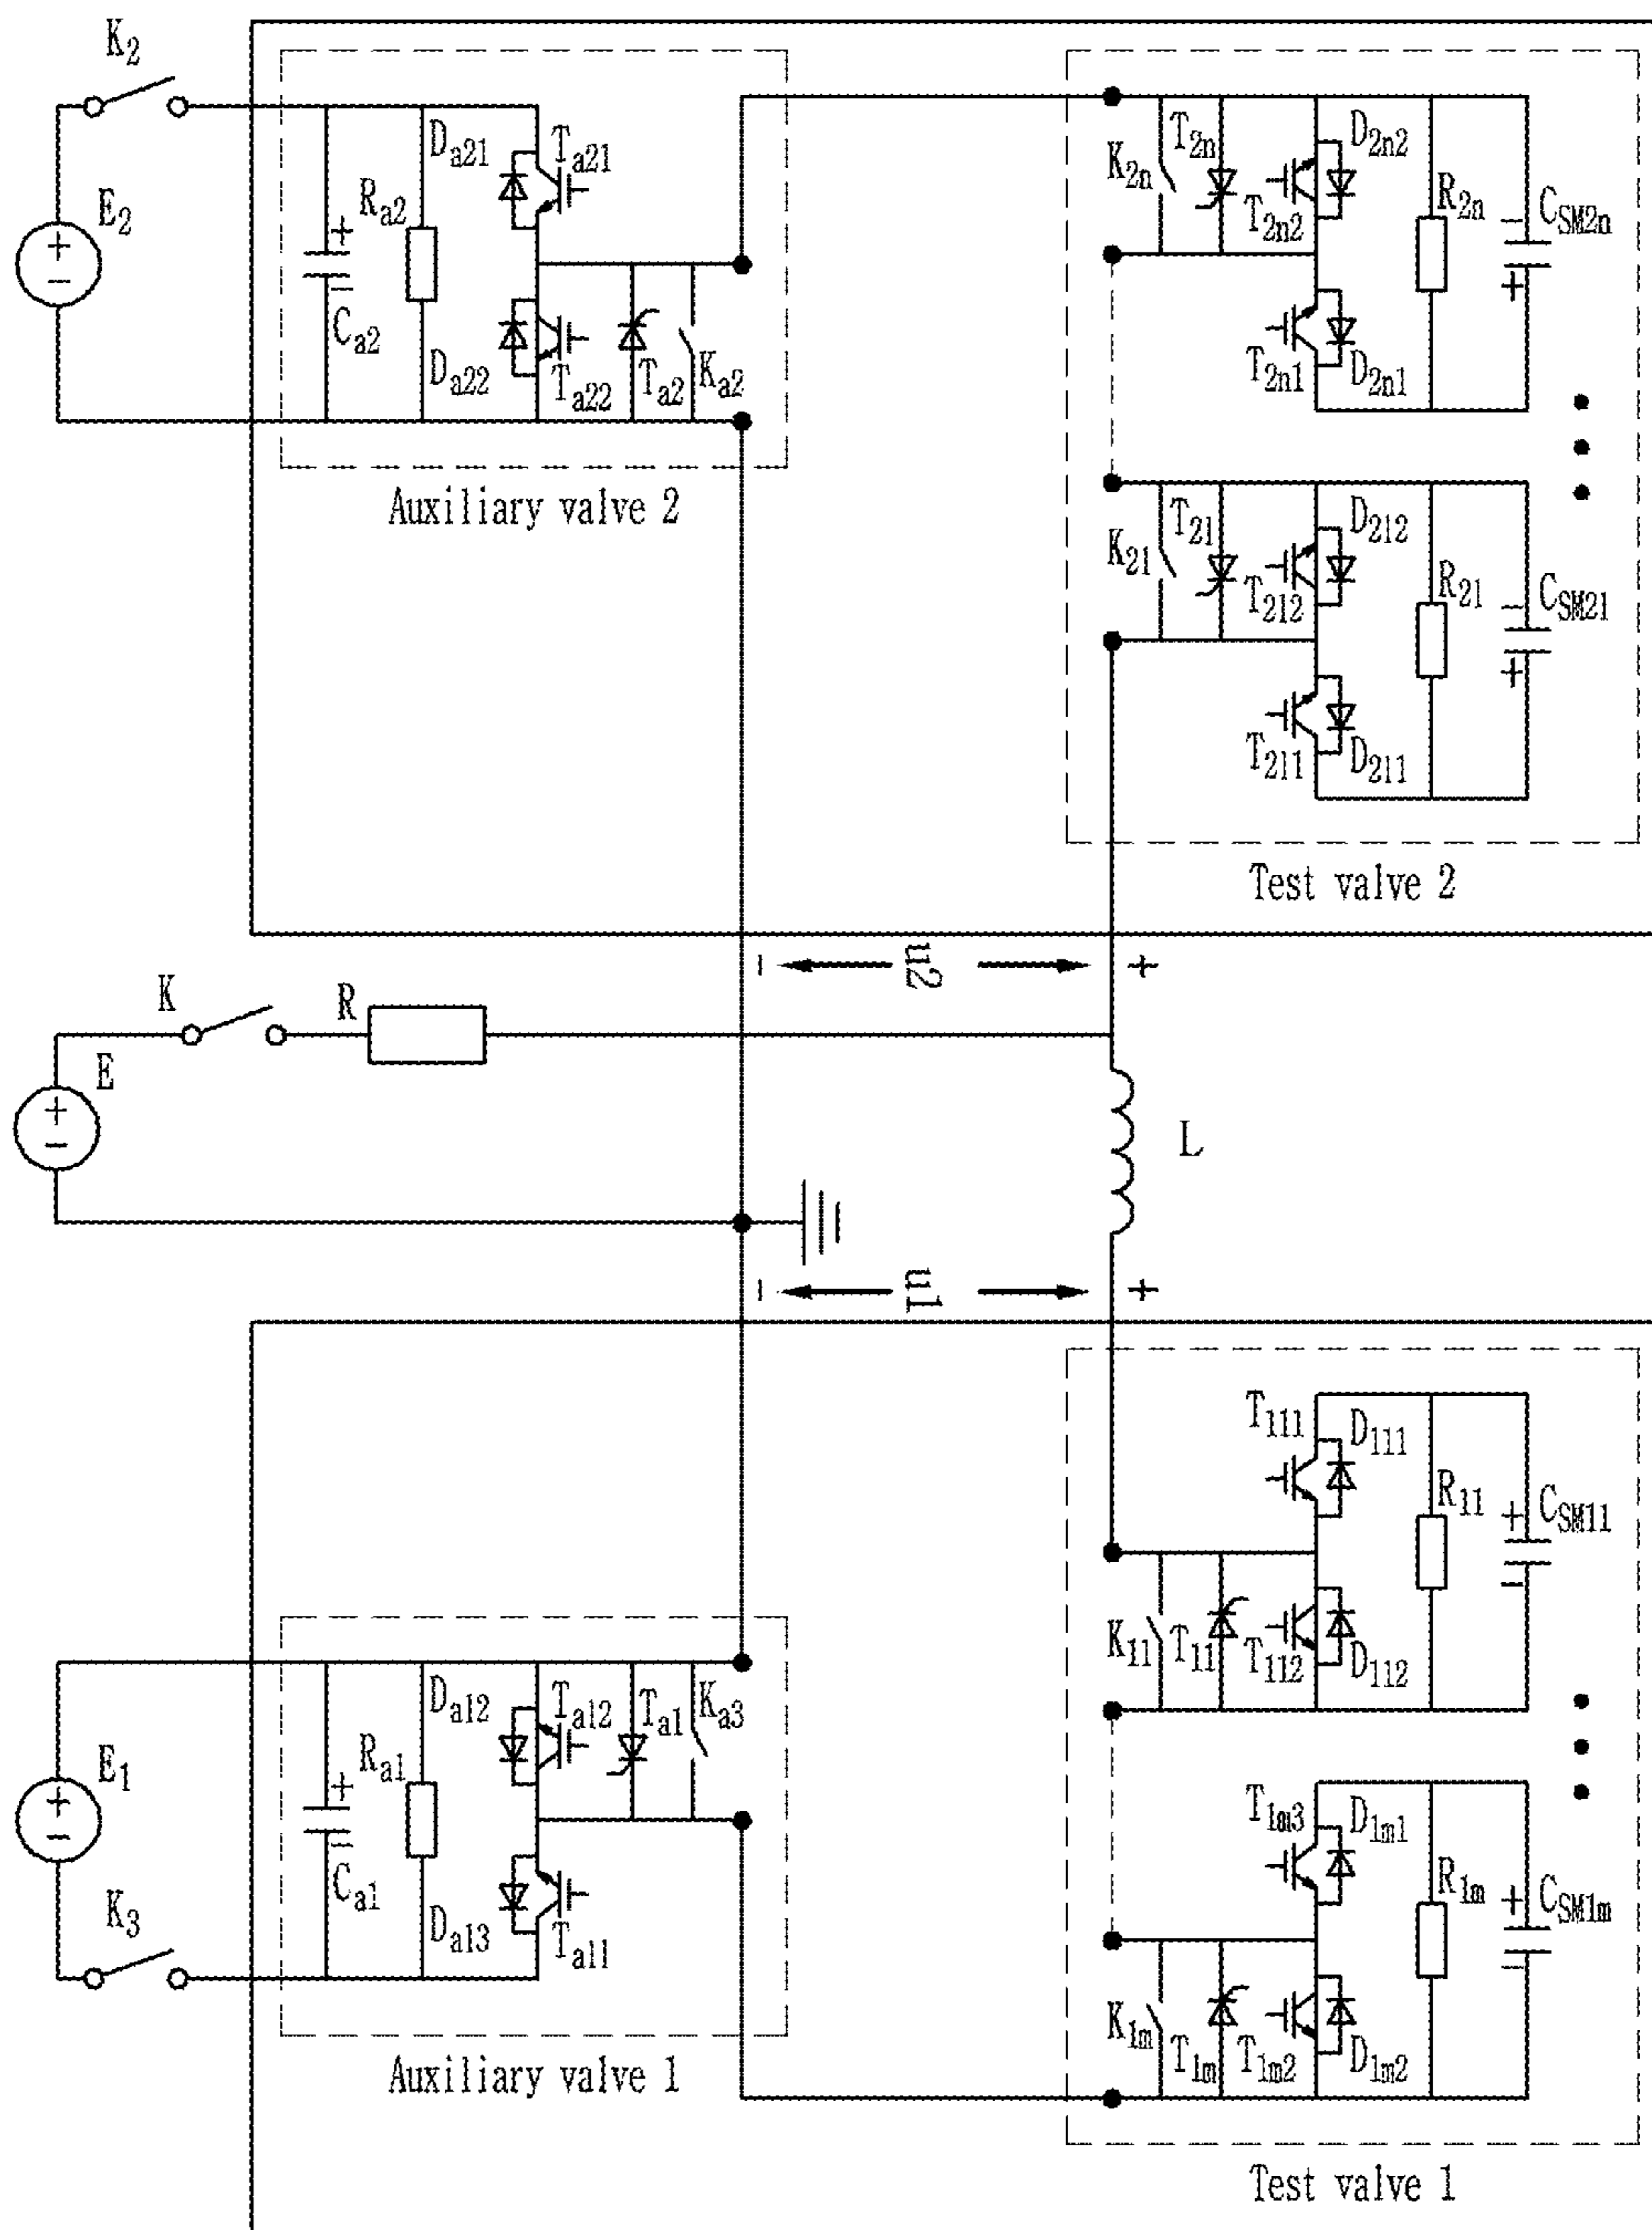 K2
E2
+
−
Da21
Ta21
Ra2
+
−
Ca2
Da22
Ta22
Ta2
Ka2
Auxiliary valve 2
K2n
T2n
D2n2
T2n2
R2n
−
CSM2n
+
T2n1
D2n1
K21
T21
D212
T212
R21
−
CSM21
+
T211
D211
Test valve 2
− u2 +
K
R
E
+
−
L
− u1 +
T111
D111
R11
+
CSM11
−
K11
T11
T112
D112
Da12
Ta12
Ta1
Ka3
E1
+
−
Ra1
+
−
Ca1
K3
Da13
Ta11
Auxiliary valve 1
T1m3
D1m1
R1m
+
CSM1m
−
K1m
T1m
T1m2
D1m2
Test valve 1